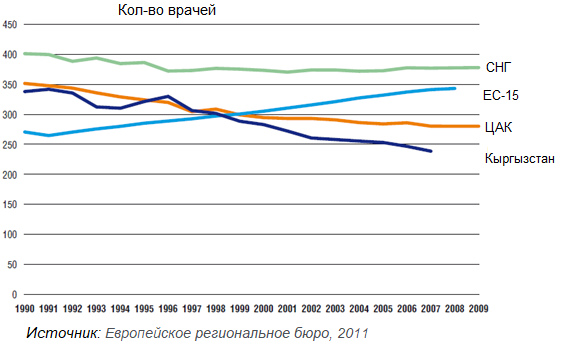 Кол-во врачей
450
400
350
300
250
200
150
100
50
0
СНГ
ЕС-15
ЦАК
Кыргызстан
1990 1991 1992 1993 1994 1995 1996 1997 1998 1999 2000 2001 2002 2003 2004 2005 2006 2007 2008 2009
Источник: Европейское региональное бюро, 2011